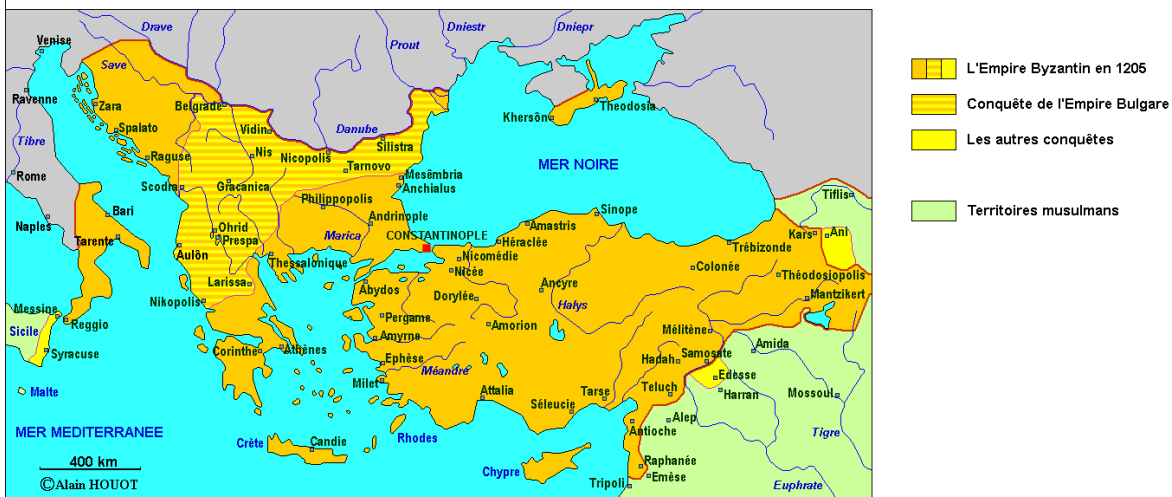 Drave
Dniestr
Dniepr
Prout
Venise
Save
Ravenne
Zara
Belgrade
Theodosia
Khersôn
Tibre
Spalato
Vidin
Danube
Silistra
Nis
Nicopolis
MER NOIRE
Raguse
Tarnovo
Rome
Scodra
Gracanica
Mesêmbria
Anchialus
Tiflis
Philippopolis
Bari
Naples
Andrinople
Sinope
Ohrid
Marica
Amastris
Kars
Ani
Tarente
Prespa
CONSTANTINOPLE
Héraclée
Trébizonde
Aulôn
Nicomédie
Thessalonique
Nicée
Colonée
Théodosiopolis
Larissa
Abydos
Ancyre
Mantzikert
Nikopolis
Dorylée
Halys
Messine
Pergame
Reggio
Amorion
Mélitène
Sicile
Amyrne
Corinthe
Athènes
Amida
Syracuse
Ephèse
Hadah
Samosate
Méandre
Edesse
Milet
Attalia
Tarse
Teluch
Harran
Mossoul
Malte
Séleucie
Alep
MER MEDITERRANEE
Crète
Candie
Rhodes
Antioche
Tigre
400 km
Chypre
Raphanée
Emèse
©Alain HOUOT
Tripoli
Euphrate
L'Empire Byzantin en 1205
Conquête de l'Empire Bulgare
Les autres conquêtes
Territoires musulmans